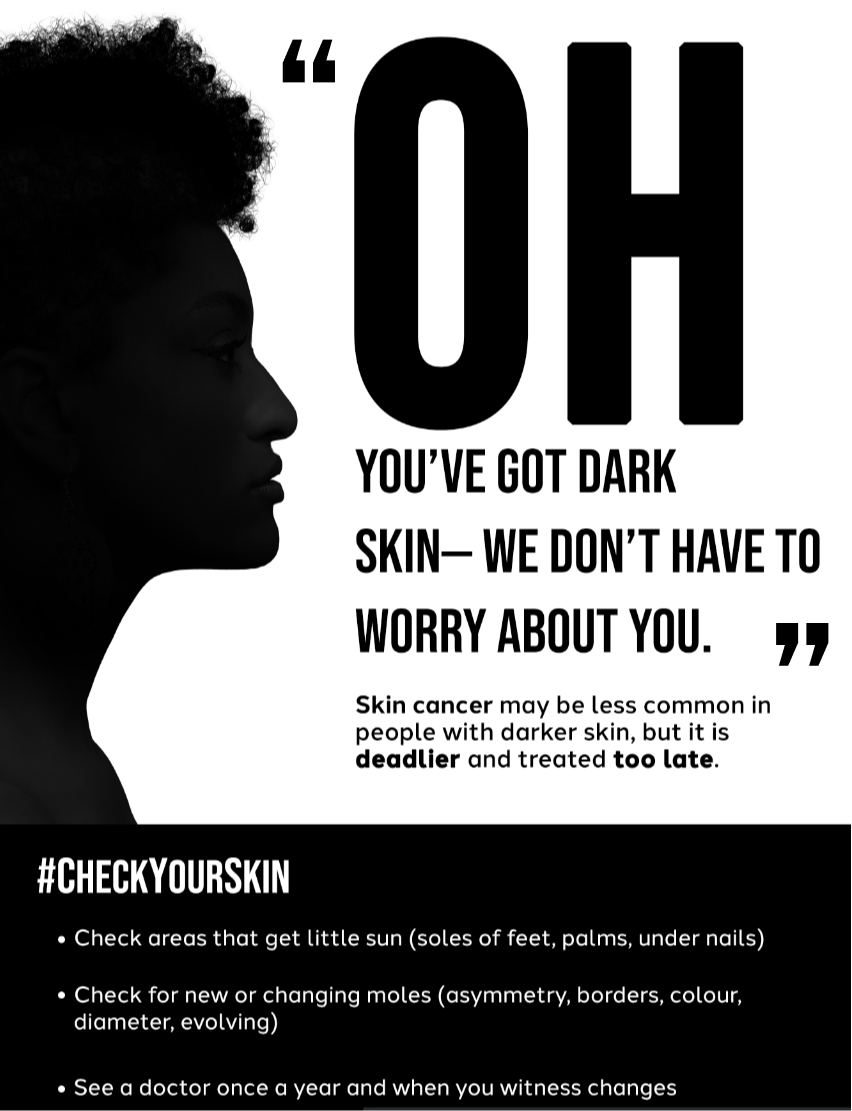 “OH
YOU’VE GOT DARK
SKIN– WE DON’T HAVE TO
WORRY ABOUT YOU. ”
Skin cancer may be less common in
people with darker skin, but it is
deadlier and treated too late.
#CHECKYOURSKIN
• Check areas that get little sun (soles of feet, palms, under nails)
• Check for new or changing moles (asymmetry, borders, colour,
diameter, evolving)
• See a doctor once a year and when you witness changes